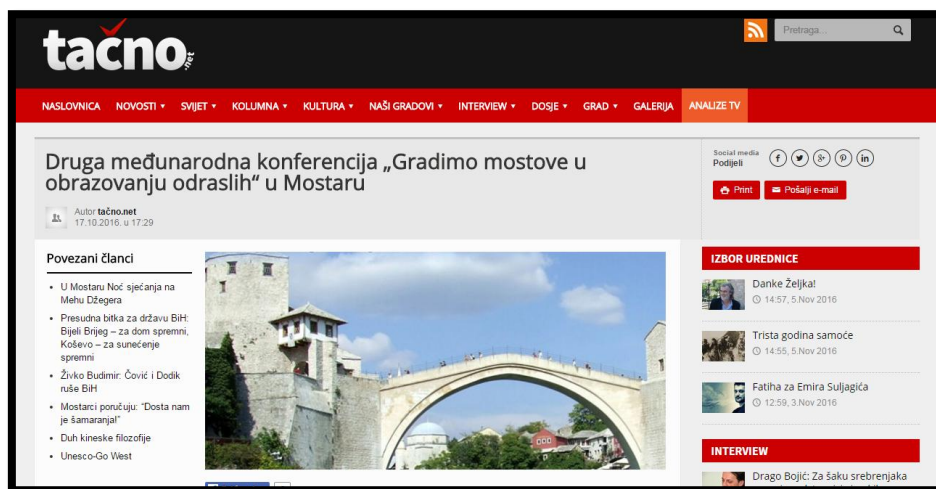 tačno.net
Pretraga...
NASLOVNICA NOVOSTI SVIJET KOLUMNA KULTURA NAŠI GRADOVI INTERVIEW DOSJE GRAD GALERIJA ANALIZE TV
Druga međunarodna konferencija „Gradimo mostove u
obrazovanju odraslih“ u Mostaru
Autor tačno.net
17.10.2016. u 17:29
Social media
Podijeli
Print Pošalji e-mail
Povezani članci
U Mostaru Noć sjećanja na
Mehu Džegera
Presudna bitka za državu BiH:
Bijeli Brijeg – za dom spremni,
Koševo – za sunećenje
spremni
Živko Budimir: Čović i Dodik
ruše BiH
Mostarci poručuju: “Dosta nam
je šamaranja!”
Duh kineske filozofije
Unesco-Go West
IZBOR UREDNICE
Danke Željka!
14:57, 5.Nov 2016
Trista godina samoće
14:55, 5.Nov 2016
Fatiha za Emira Suljagića
12:59, 3.Nov 2016
INTERVIEW
Drago Bojić: Za šaku srebrenjaka